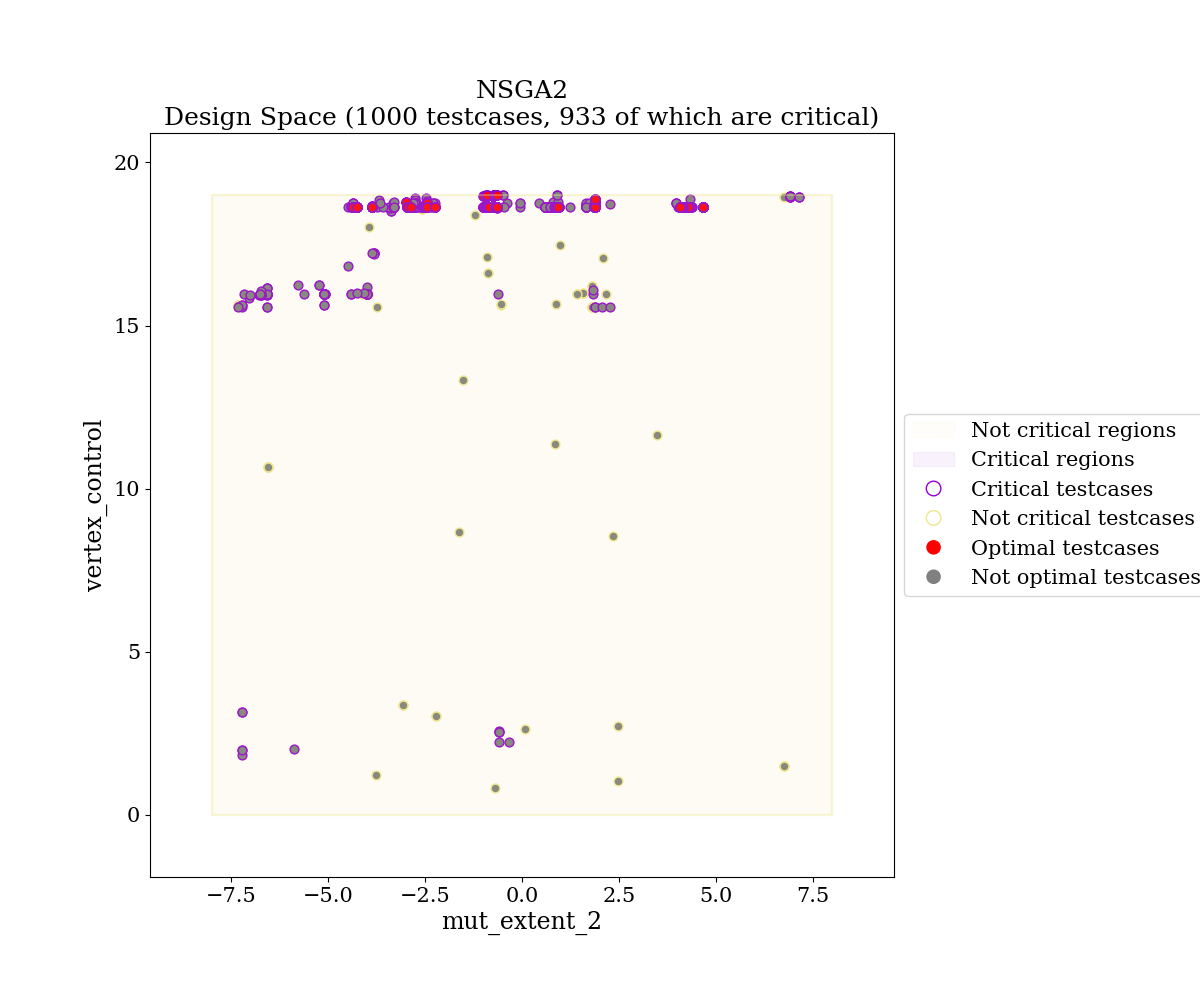 NSGA2
Design Space (1000 testcases, 933 of which are critical)
20
15
10
5
0
vertex_control
−7.5
−5.0
−2.5
0.0
2.5
5.0
7.5
mut_extent_2
Not critical regions
Critical regions
Critical testcases
Not critical testcases
Optimal testcases
Not optimal testcases